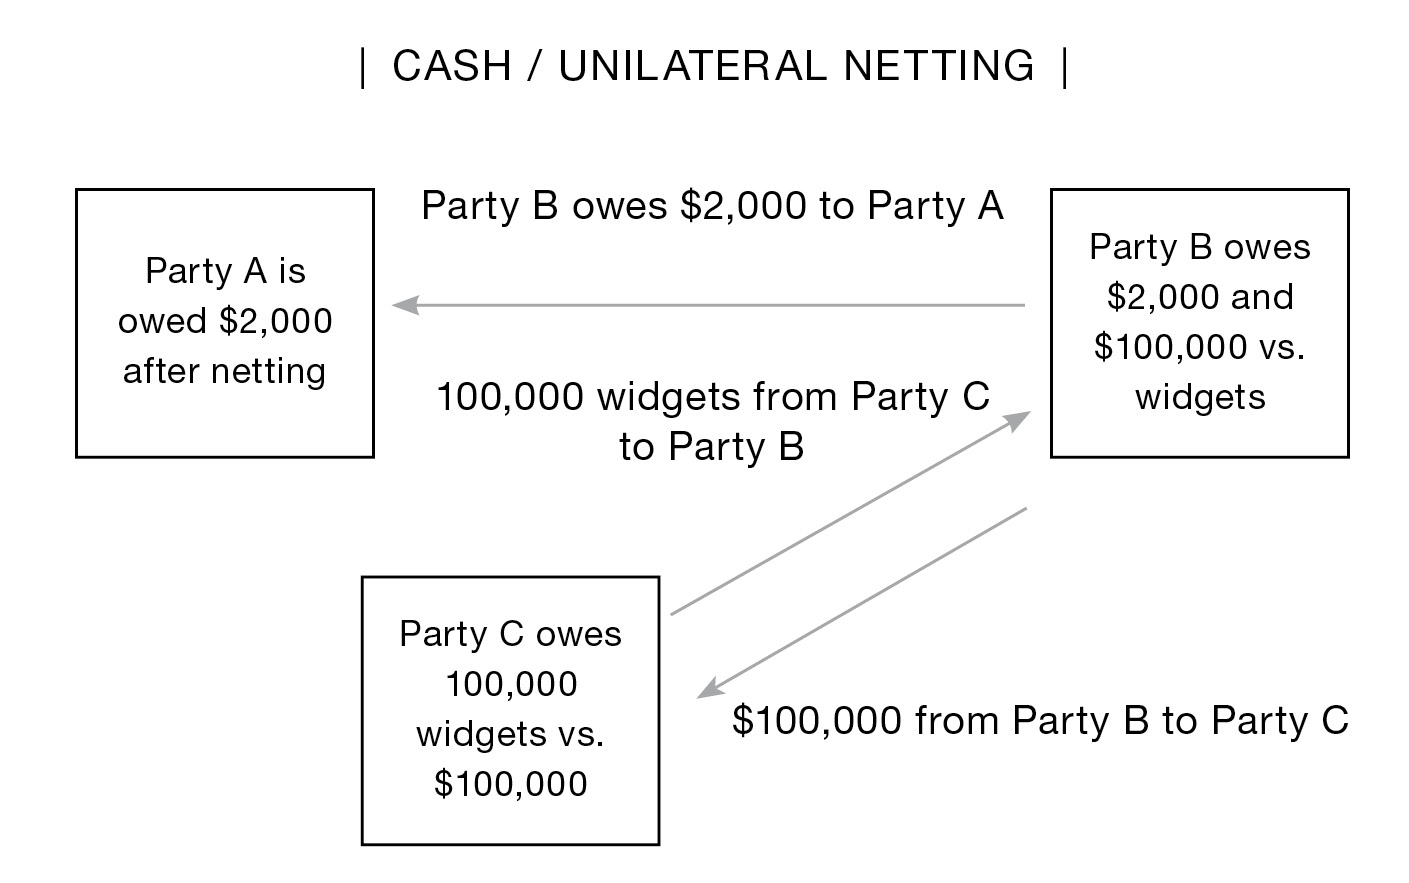 | CASH / UNILATERAL NETTING |
Party B owes $2,000 to Party A
Party A is
owed $2,000
after netting
Party B owes
$2,000 and
$100,000 vs.
widgets
100,000 widgets from Party C
to Party B
Party C owes
100,000
widgets vs.
$100,000
$100,000 from Party B to Party C